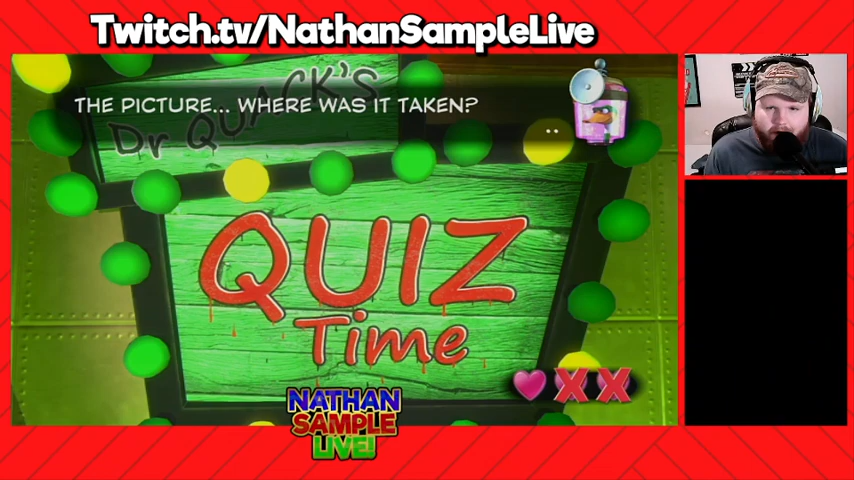 Twitch.tv/NathanSampleLive
THE PICTURE... WHERE WAS IT TAKEN?
Dr QUACK'S
QUIZ
Time
NATHAN
SAMPLE
LIVE!